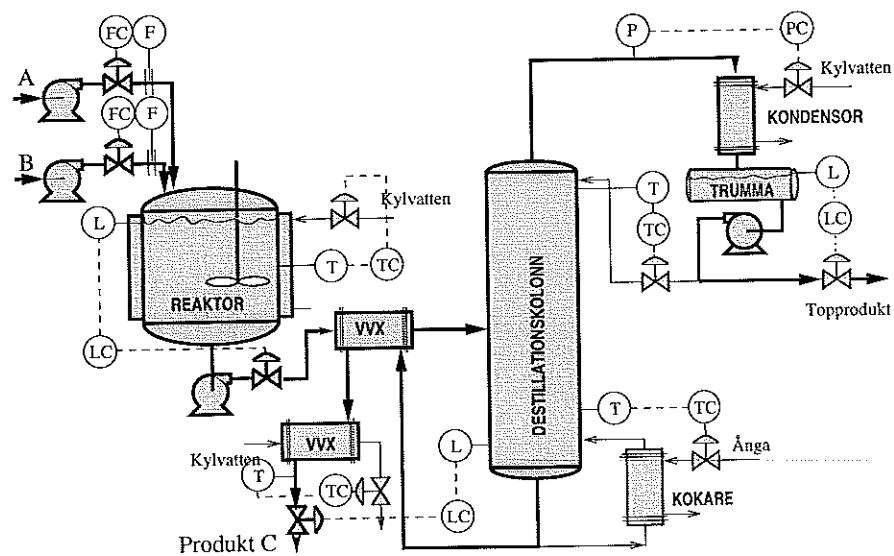 FC F
A
FC F
B
P PC
Kylvatten
KONDENSOR
L
TRUMMA
LC
T
TC
Topprodukt
L
Kylvatten
T TC
REAKTOR
LC
VVX
DESTILLATIONSKOLONN
T TC
Ånga
KOKARE
VVX
L
Kylvatten
T
TC
LC
Produkt C